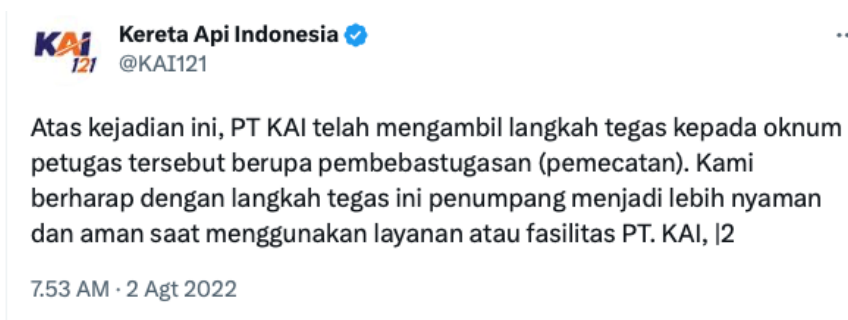 KAI
121
Kereta Api Indonesia
@KAI121
Atas kejadian ini, PT KAI telah mengambil langkah tegas kepada oknum
petugas tersebut berupa pembebastugasan (pemecatan). Kami
berharap dengan langkah tegas ini penumpang menjadi lebih nyaman
dan aman saat menggunakan layanan atau fasilitas PT. KAI, |2
7.53 AM · 2 Agt 2022